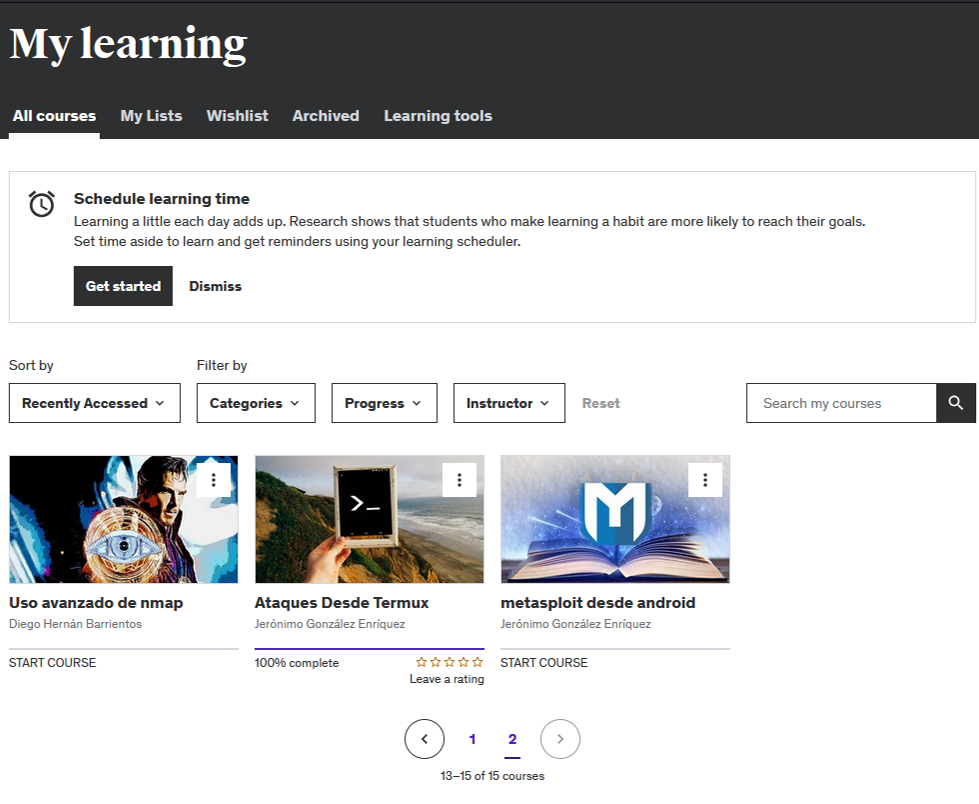 My learning
All courses
My Lists
Wishlist
Archived
Learning tools
Schedule learning time
Learning a little each day adds up. Research shows that students who make learning a habit are more likely to reach their goals.
Set time aside to learn and get reminders using your learning scheduler.
Get started
Dismiss
Sort by
Filter by
Recently Accessed
Categories
Progress
Instructor
Reset
Search my courses
>_
M
Uso avanzado de nmap
Diego Hernán Barrientos
START COURSE
Ataques Desde Termux
Jerónimo González Enríquez
100% complete
Leave a rating
metasploit desde android
Jerónimo González Enríquez
START COURSE
1
2
13–15 of 15 courses